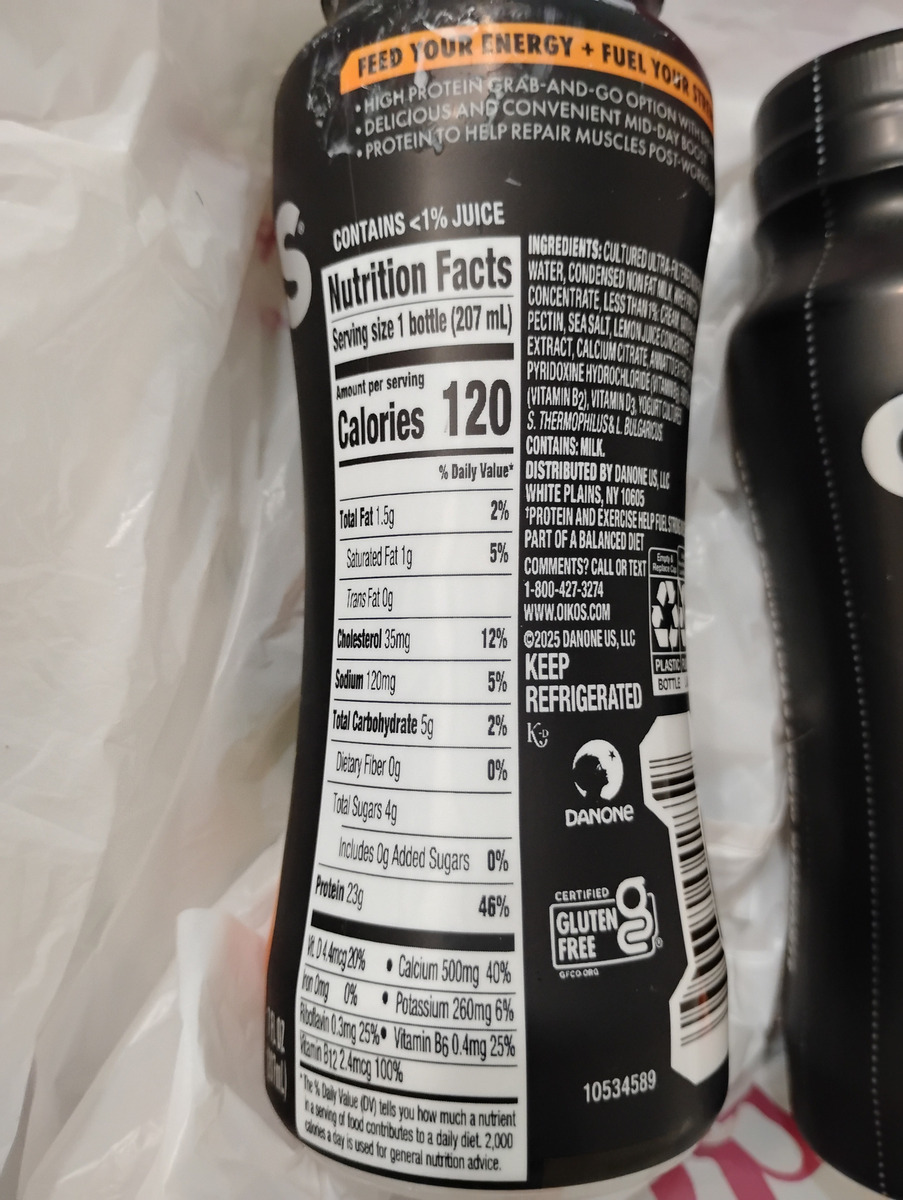 FEED YOUR ENERGY + FUEL YOUR
• HIGH PROTEIN GRAB-AND-GO OPTION WITH
• DELICIOUS AND CONVENIENT MID-DAY BOOST
• PROTEIN TO HELP REPAIR MUSCLES POST-WORKOUT
S®
CONTAINS <1% JUICE
Nutrition Facts
Serving size 1 bottle (207 mL)
Amount per serving
Calories 120
% Daily Value*
Total Fat 1.5g 2%
Saturated Fat 1g 5%
Trans Fat 0g
Cholesterol 35mg 12%
Sodium 120mg 5%
Total Carbohydrate 5g 2%
Dietary Fiber 0g 0%
Total Sugars 4g
Includes 0g Added Sugars 0%
Protein 23g 46%
Vit. D 4.4mcg 20% • Calcium 500mg 40%
Iron 0mg 0% • Potassium 260mg 6%
Riboflavin 0.3mg 25% • Vitamin B6 0.4mg 25%
Vitamin B12 2.4mcg 100%
*The % Daily Value (DV) tells you how much a nutrient
in a serving of food contributes to a daily diet. 2,000
calories a day is used for general nutrition advice.
INGREDIENTS: CULTURED ULTRA-FILTERED
WATER, CONDENSED NON FAT MILK, WHEY PROTEIN
CONCENTRATE, LESS THAN 1%: CREAM,
PECTIN, SEA SALT, LEMON JUICE CONCENTRATE,
EXTRACT, CALCIUM CITRATE, ANNATTO EXTRACT
PYRIDOXINE HYDROCHLORIDE (VITAMIN B6),
(VITAMIN B2), VITAMIN D3, YOGURT CULTURES
S. THERMOPHILUS & L. BULGARICUS.
CONTAINS: MILK.
DISTRIBUTED BY DANONE US, LLC
WHITE PLAINS, NY 10605
†PROTEIN AND EXERCISE HELP FUEL
PART OF A BALANCED DIET
COMMENTS? CALL OR TEXT
1-800-427-3274
WWW.OIKOS.COM
©2025 DANONE US, LLC
KEEP
REFRIGERATED
Empty &
Replace Cap
PLASTIC
BOTTLE
K-D
DANONE
CERTIFIED
GLUTEN
FREE
GFCO.ORG
10534589